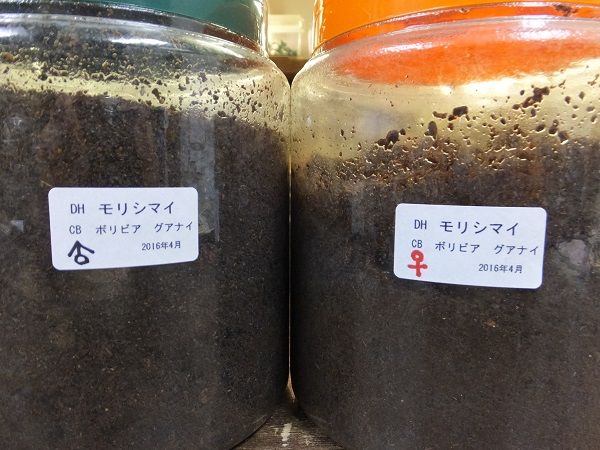 DH モリシマイ
CB ボリビア グアナイ
♂ 2016年4月
DH モリシマイ
CB ボリビア グアナイ
♀ 2016年4月